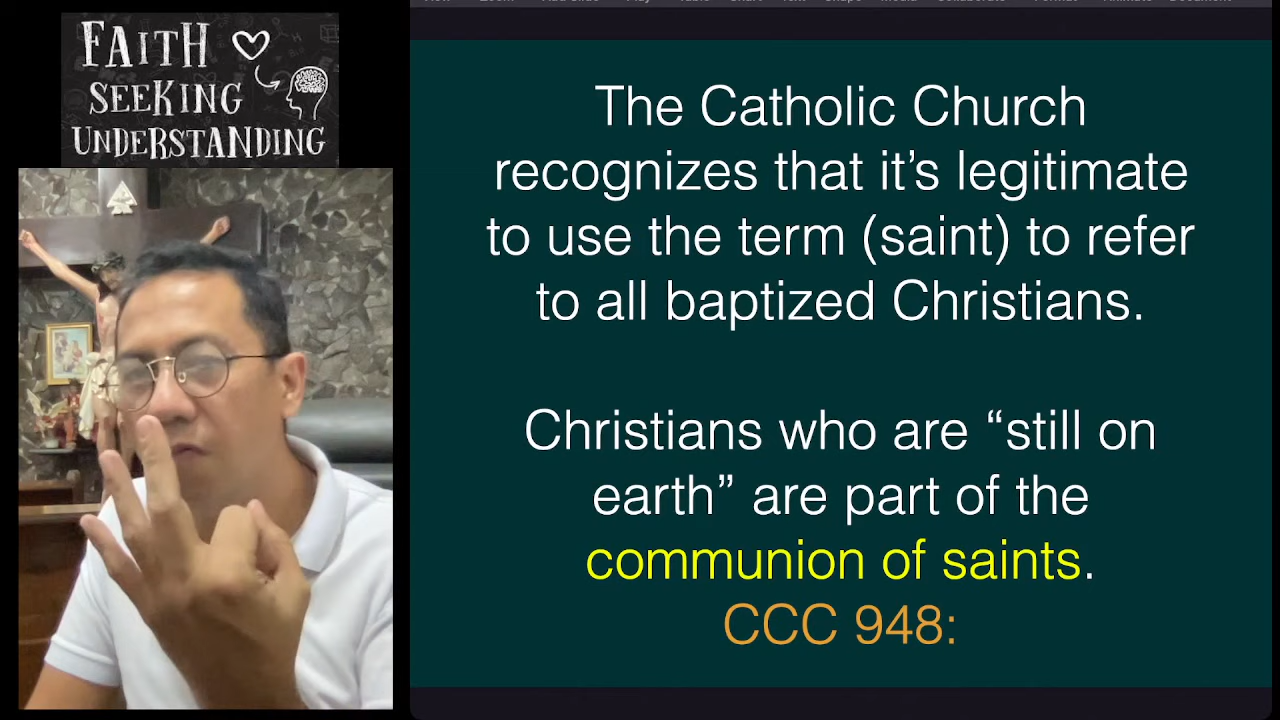 FAITH
SEEKING
UNDERSTANDING
The Catholic Church
recognizes that it's legitimate
to use the term (saint) to refer
to all baptized Christians.
Christians who are “still on
earth” are part of the
communion of saints.
CCC 948: